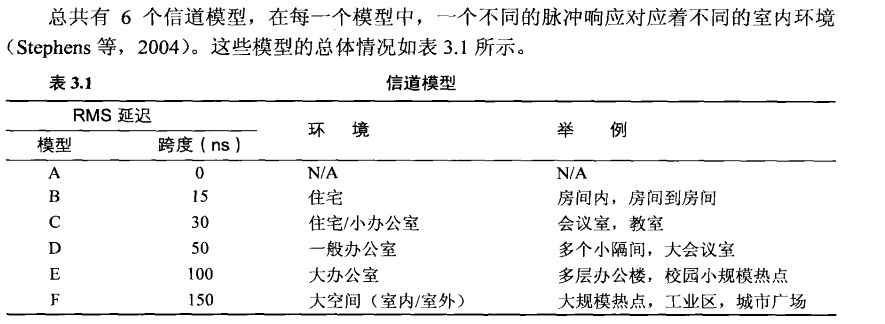 总共有 6 个信道模型，在每一个模型中，一个不同的脉冲响应对应着不同的室内环境
（Stephens 等，2004）。这些模型的总体情况如表 3.1 所示。
表 3.1 信道模型
RMS 延迟 环 境 举 例
模型 跨度（ns）
A 0 N/A N/A
B 15 住宅 房间内，房间到房间
C 30 住宅/小办公室 会议室，教室
D 50 一般办公室 多个小隔间，大会议室
E 100 大办公室 多层办公楼，校园小规模热点
F 150 大空间（室内/室外） 大规模热点，工业区，城市广场